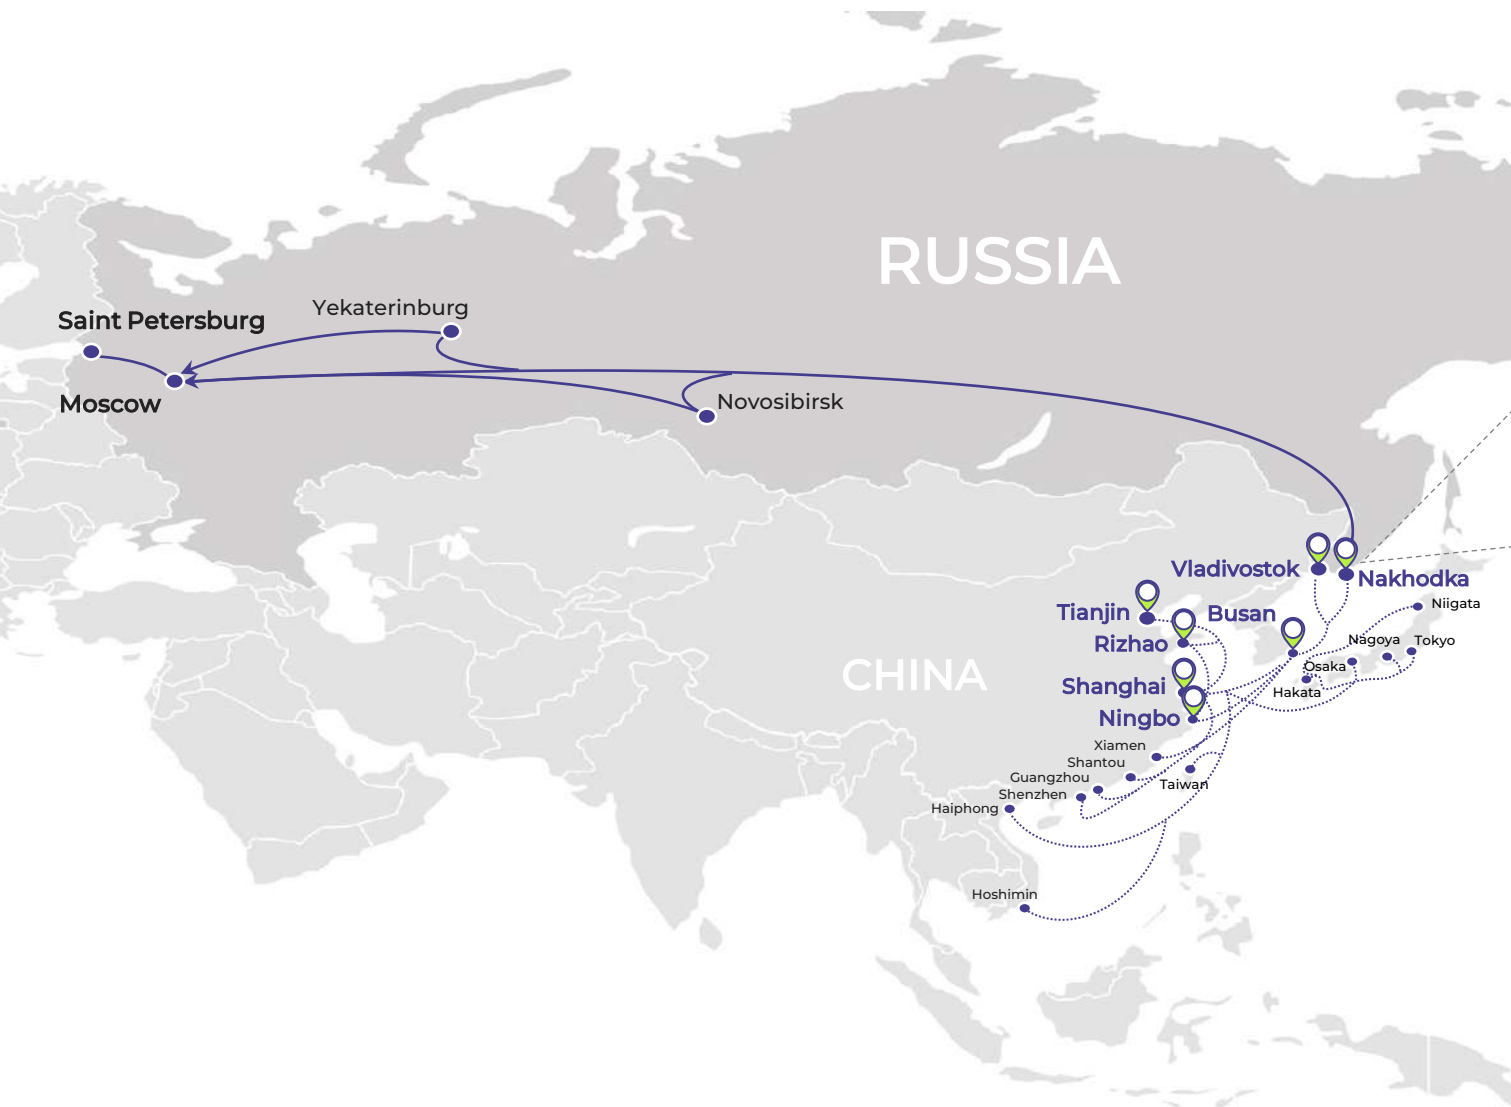 RUSSIA
Yekaterinburg
Saint Petersburg
Moscow
Novosibirsk
Vladivostok
Nakhodka
Tianjin
Busan
Niigata
Rizhao
Nagoya
Tokyo
CHINA
Osaka
Shanghai
Hakata
Ningbo
Xiamen
Shantou
Guangzhou
Taiwan
Shenzhen
Haiphong
Hoshimin